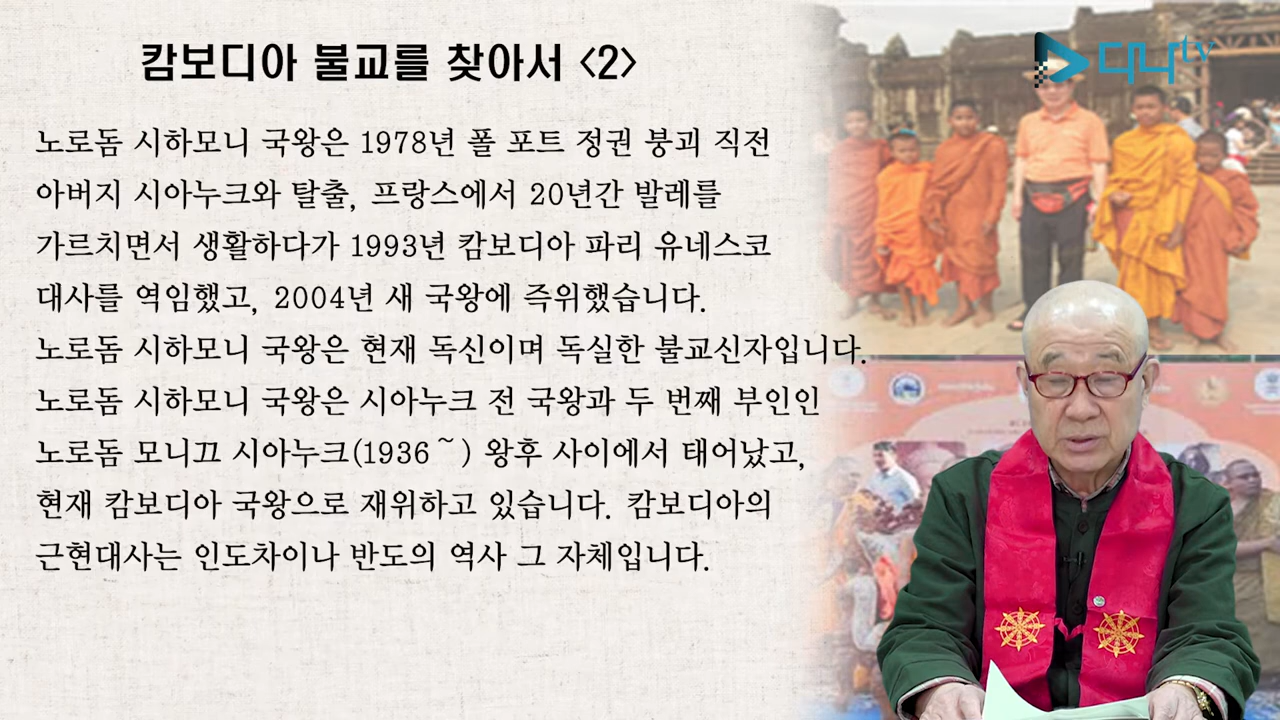 캄보디아 불교를 찾아서 <2>
다나tv
노로돔 시하모니 국왕은 1978년 폴 포트 정권 붕괴 직전
아버지 시아누크와 탈출, 프랑스에서 20년간 발레를
가르치면서 생활하다가 1993년 캄보디아 파리 유네스코
대사를 역임했고, 2004년 새 국왕에 즉위했습니다.
노로돔 시하모니 국왕은 현재 독신이며 독실한 불교신자입니다.
노로돔 시하모니 국왕은 시아누크 전 국왕과 두 번째 부인인
노로돔 모니끄 시아누크(1936 ~ ) 왕후 사이에서 태어났고,
현재 캄보디아 국왕으로 재위하고 있습니다. 캄보디아의
근현대사는 인도차이나 반도의 역사 그 자체입니다.